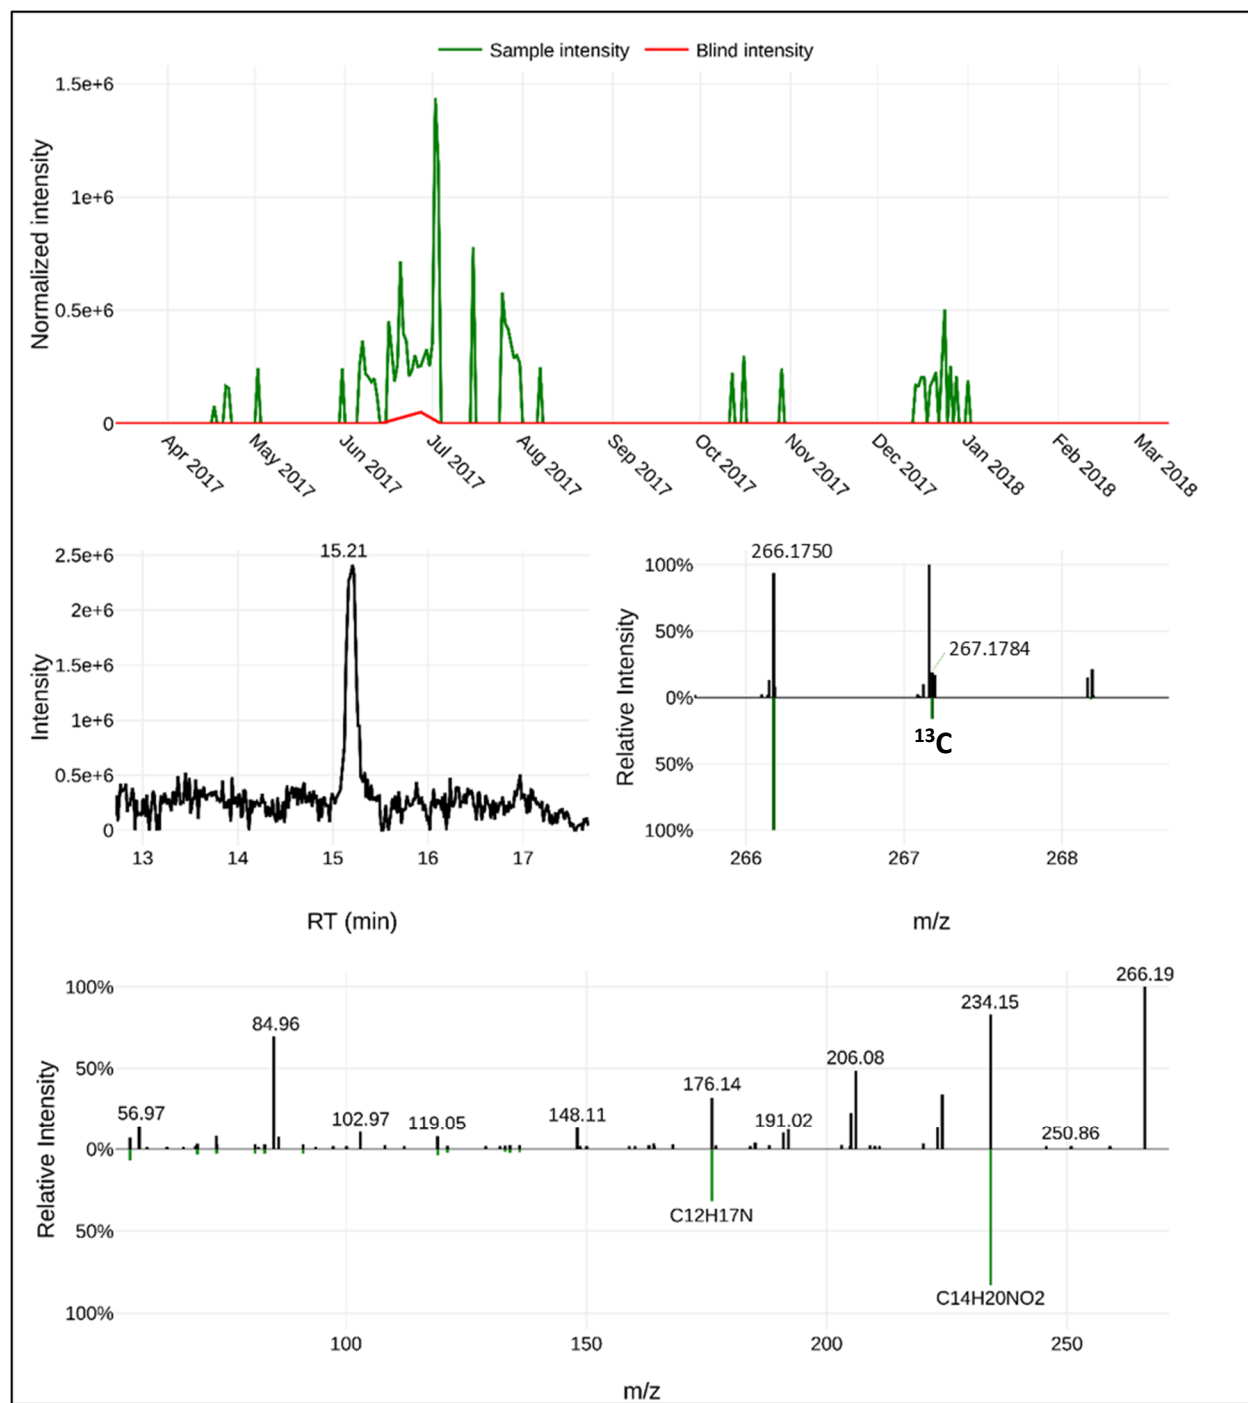 Sample intensity Blind intensity
Normalized intensity
1.5e+6
1e+6
0.5e+6
0
Apr 2017 May 2017 Jun 2017 Jul 2017 Aug 2017 Sep 2017 Oct 2017 Nov 2017 Dec 2017 Jan 2018 Feb 2018 Mar 2018
Intensity
2.5e+6
2e+6
1.5e+6
1e+6
0.5e+6
0
15.21
13 14 15 16 17
RT (min)
Relative Intensity
100%
50%
0%
50%
100%
266.1750
267.1784
13C
266 267 268
m/z
Relative Intensity Relative Intensity
100%
50%
0%
50%
100%
56.97 84.96 102.97 119.05 148.11 176.14 191.02 206.08 234.15 250.86 266.19
C12H17N
C14H20NO2
100 150 200 250
m/z